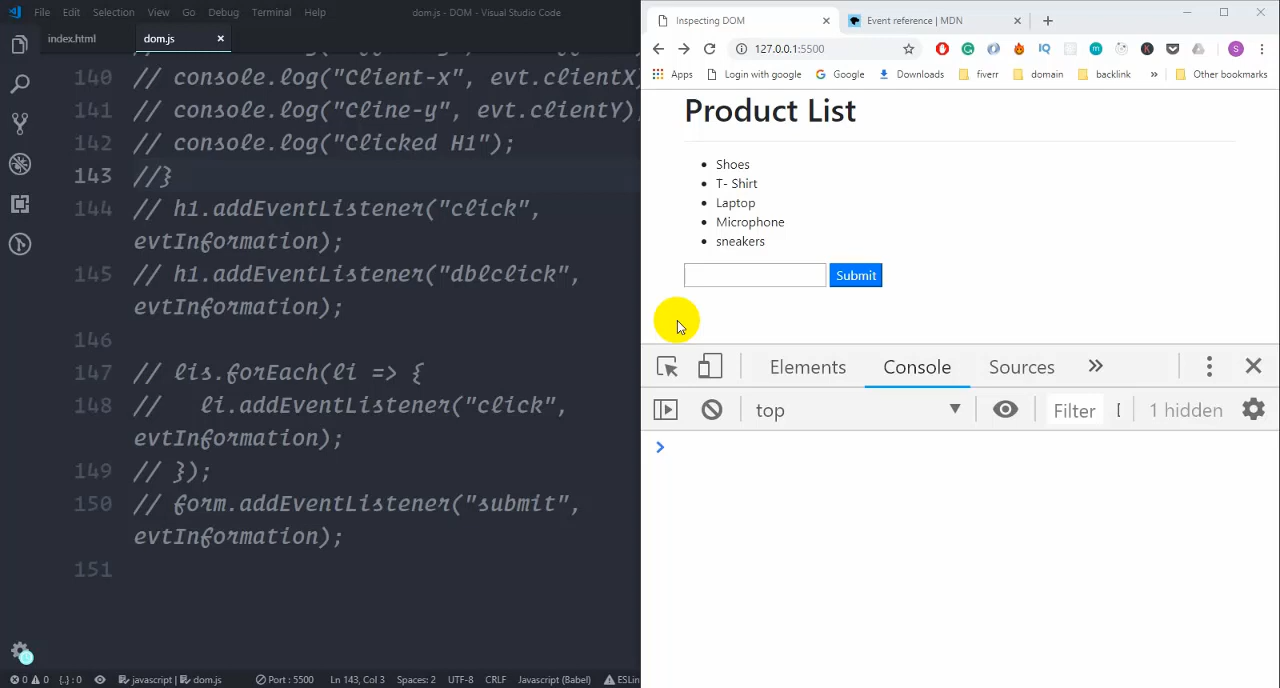 File Edit Selection View Go Debug Terminal Help dom.js - DOM - Visual Studio Code
index.html dom.js ×
140 // console.log("Client-x", evt.clientX)
141 // console.log("Cline-y", evt.clientY)
142 // console.log("Clicked H1");
143 //}
144 // h1.addEventListener("click",
evtInformation);
145 // h1.addEventListener("dblclick",
evtInformation);
146
147 // lis.forEach(li => {
148 //   li.addEventListener("click",
evtInformation);
149 // });
150 // form.addEventListener("submit",
evtInformation);
151
0 0 {..} : 0 javascript | dom.js Port : 5500 Ln 143, Col 3 Spaces: 2 UTF-8 CRLF Javascript (Babel) ESLin
Inspecting DOM × Event reference | MDN × +
127.0.0.1:5500 IQ m K S
Apps Login with google Google Downloads fiverr domain backlink » Other bookmarks
Product List
• Shoes
• T- Shirt
• Laptop
• Microphone
• sneakers
Submit
Elements Console Sources »
top Filter 1 hidden